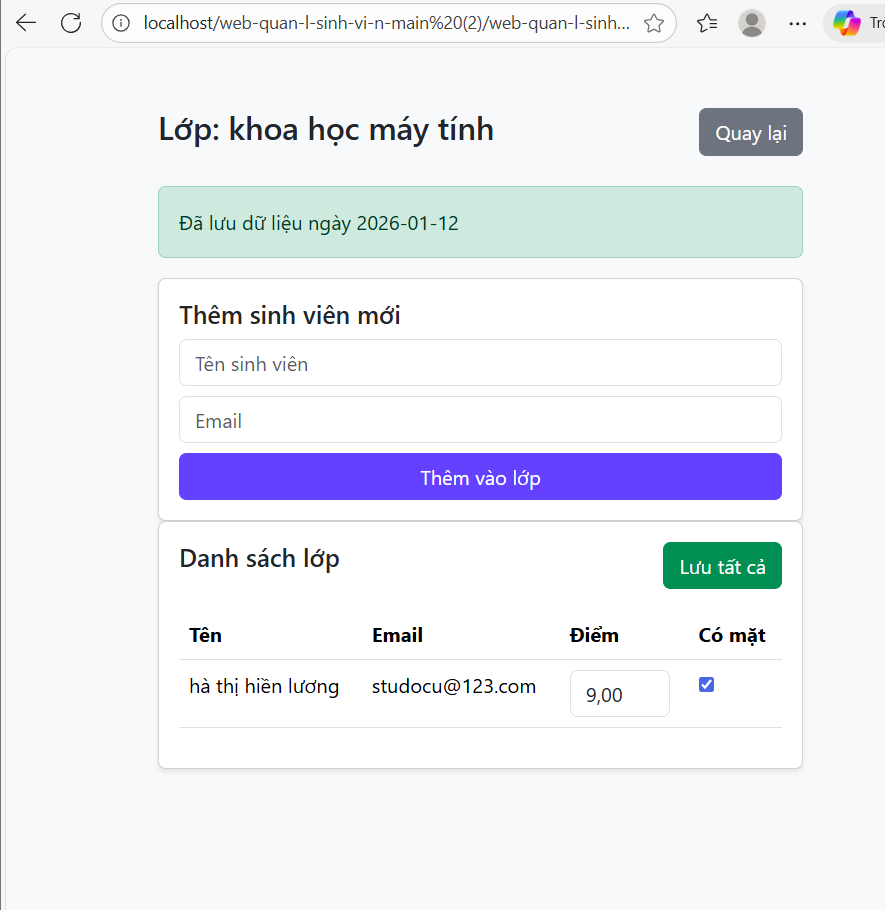 localhost/web-quan-l-sinh-vi-n-main%20(2)/web-quan-l-sinh...
Lớp: khoa học máy tính
Quay lại
Đã lưu dữ liệu ngày 2026-01-12
Thêm sinh viên mới
Tên sinh viên
Email
Thêm vào lớp
Danh sách lớp
Lưu tất cả
Tên Email Điểm Có mặt
hà thị hiền lương studocu@123.com 9,00